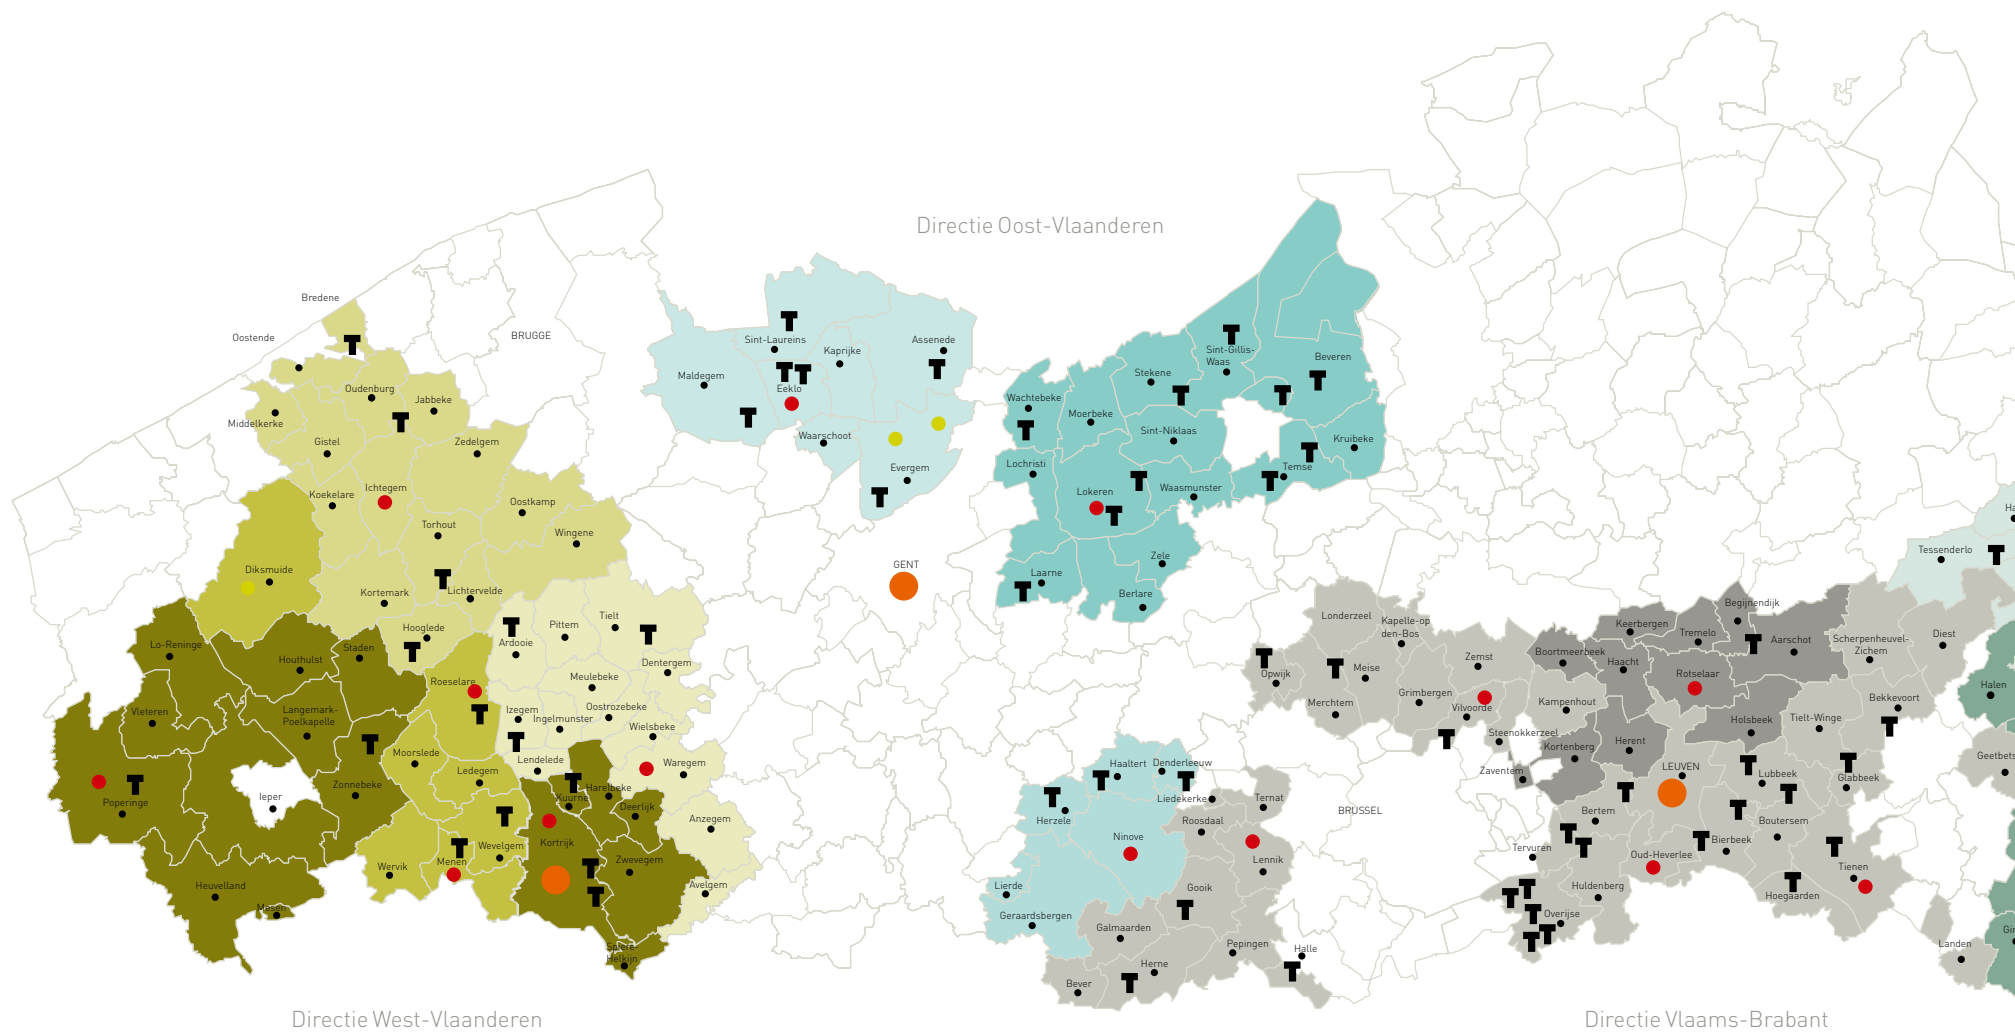 Directie Oost-Vlaanderen
Bredene
Oostende
BRUGGE
Oudenburg
Jabbeke
Middelkerke
Gistel
Zedelgem
Koekelare
Ichtegem
Oostkamp
Torhout
Wingene
Diksmuide
Kortemark
Lichtervelde
Hooglede
Lo-Reninge
Houthulst
Staden
Ardooie
Pittem
Tielt
Dentergem
Roeselare
Meulebeke
Vleteren
Langemark-
Poelkapelle
Izegem
Ingelmunster
Oostrozebeke
Wielsbeke
Moorslede
Ledegem
Lendelede
Waregem
Poperinge
Ieper
Zonnebeke
Kuurne
Harelbeke
Deerlijk
Anzegem
Kortrijk
Wervik
Menen
Wevelgem
Zwevegem
Avelgem
Heuvelland
Mesen
Spiere-
Helkijn
Directie West-Vlaanderen
Maldegem
Sint-Laureins
Kaprijke
Assenede
Eeklo
Waarschoot
Evergem
GENT
Wachtebeke
Moerbeke
Stekene
Sint-Gillis-
Waas
Beveren
Sint-Niklaas
Kruibeke
Lochristi
Temse
Lokeren
Waasmunster
Zele
Laarne
Berlare
Haaltert
Denderleeuw
Herzele
Liedekerke
Ninove
Lierde
Geraardsbergen
Roosdaal
Ternat
Lennik
Gooik
Galmaarden
Pepingen
Halle
Herne
Bever
BRUSSEL
Londerzeel
Kapelle-op
den-Bos
Opwijk
Meise
Zemst
Merchtem
Grimbergen
Vilvoorde
Steenokkerzeel
Zaventem
Kampenhout
Boortmeerbeek
Haacht
Keerbergen
Tremelo
Begijnendijk
Aarschot
Rotselaar
Scherpenheuvel-
Zichem
Diest
Bekkevoort
Holsbeek
Tielt-Winge
Herent
Kortenberg
LEUVEN
Lubbeek
Glabbeek
Bertem
Boutersem
Bierbeek
Oud-Heverlee
Tervuren
Huldenberg
Overijse
Tienen
Hoegaarden
Landen
Tessenderlo
Halen
Geetbets
Directie Vlaams-Brabant